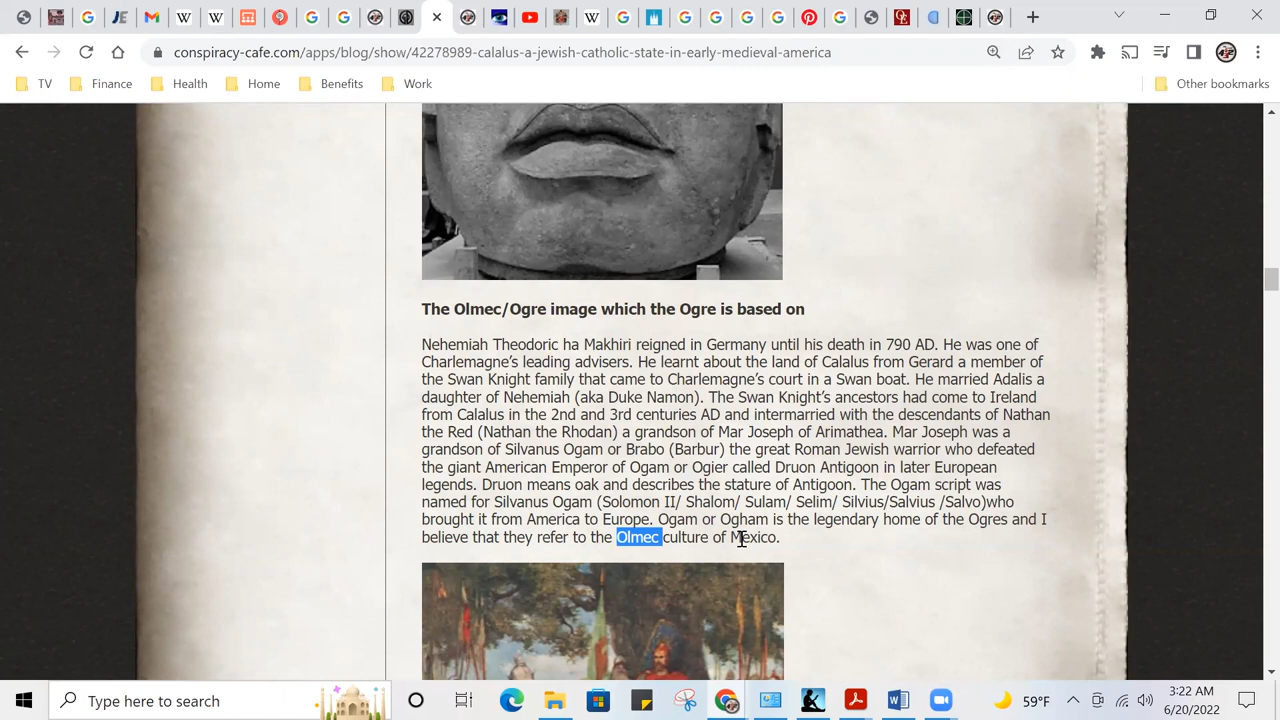 conspiracy-cafe.com/apps/blog/show/42278989-calalus-a-jewish-catholic-state-in-early-medieval-america
TV Finance Health Home Benefits Work Other bookmarks
The Olmec/Ogre image which the Ogre is based on
Nehemiah Theodoric ha Makhiri reigned in Germany until his death in 790 AD. He was one of
Charlemagne's leading advisers. He learnt about the land of Calalus from Gerard a member of
the Swan Knight family that came to Charlemagne's court in a Swan boat. He married Adalis a
daughter of Nehemiah (aka Duke Namon). The Swan Knight's ancestors had come to Ireland
from Calalus in the 2nd and 3rd centuries AD and intermarried with the descendants of Nathan
the Red (Nathan the Rhodan) a grandson of Mar Joseph of Arimathea. Mar Joseph was a
grandson of Silvanus Ogam or Brabo (Barbur) the great Roman Jewish warrior who defeated
the giant American Emperor of Ogam or Ogier called Druon Antigoon in later European
legends. Druon means oak and describes the stature of Antigoon. The Ogam script was
named for Silvanus Ogam (Solomon II/ Shalom/ Sulam/ Selim/ Silvius/Salvius /Salvo)who
brought it from America to Europe. Ogam or Ogham is the legendary home of the Ogres and I
believe that they refer to the Olmec culture of Mexico.
Type here to search
59°F
3:22 AM
6/20/2022